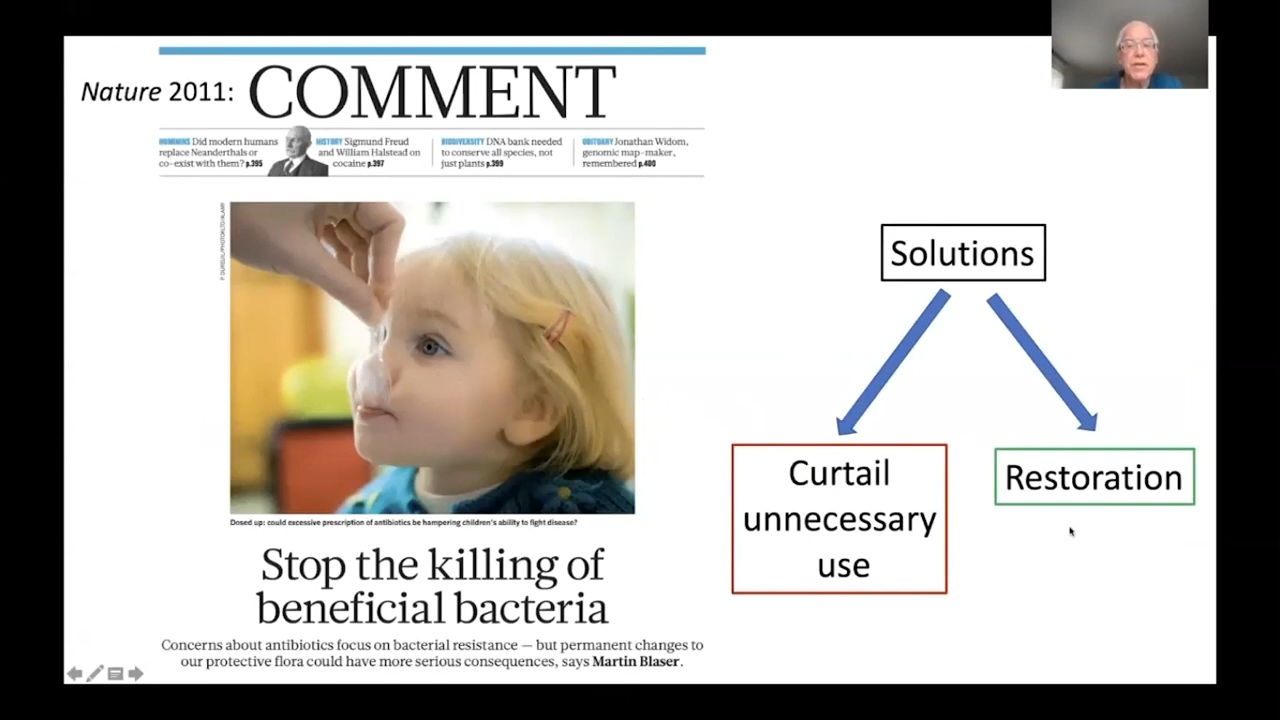 Nature 2011:
COMMENT
HOMININS Did modern humans
replace Neanderthals or
co-exist with them? p.395
HISTORY Sigmund Freud
and William Halstead on
cocaine p.397
BIODIVERSITY DNA bank needed
to conserve all species, not
just plants p.399
OBITUARY Jonathan Widom,
genomic map-maker,
remembered p.400
Dosed up: could excessive prescription of antibiotics be hampering children's ability to fight disease?
Stop the killing of
beneficial bacteria
Concerns about antibiotics focus on bacterial resistance — but permanent changes to
our protective flora could have more serious consequences, says Martin Blaser.
Solutions
Curtail
unnecessary
use
Restoration